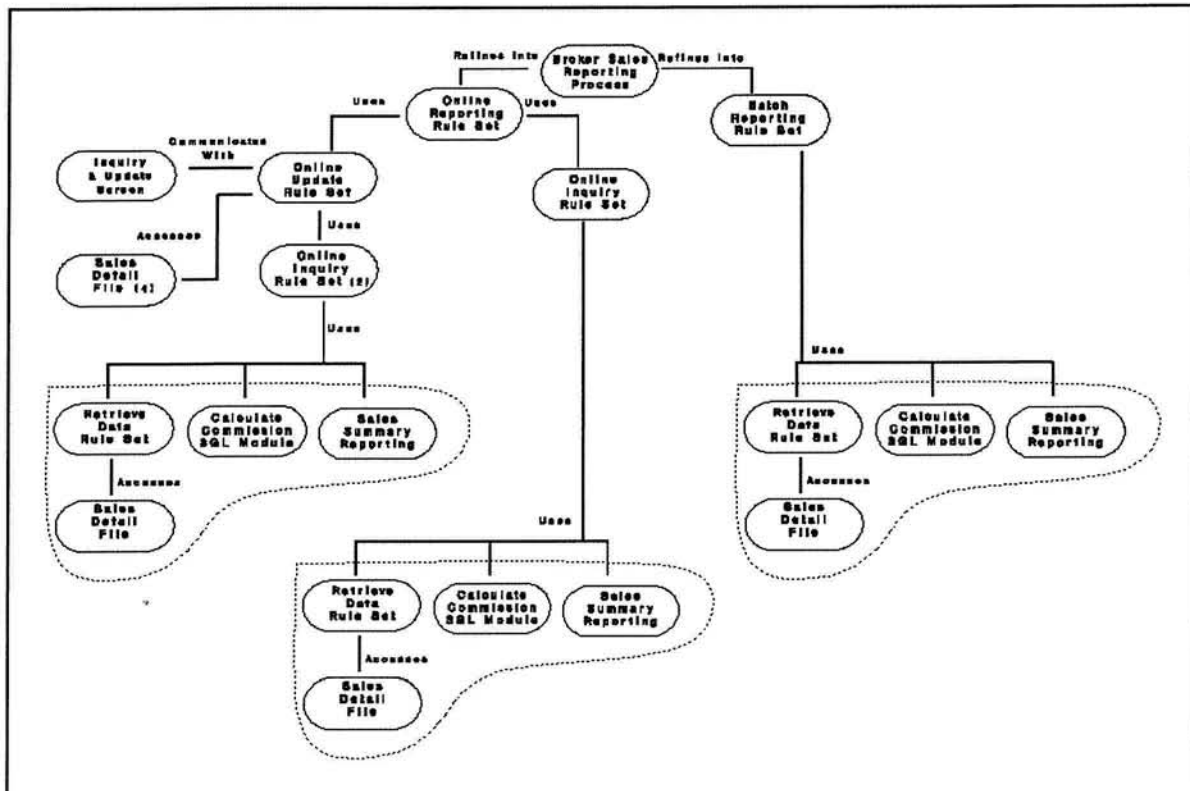 Refines Into
Broker Sales
Reporting
Process
Refines Into
Uses
Online
Reporting
Rule Set
Uses
Batch
Reporting
Rule Set
Communicates
With
Inquiry
& Update
Screen
Online
Update
Rule Set
Online
Inquiry
Rule Set
Accesses
Uses
Sales
Detail
File (4)
Online
Inquiry
Rule Set (2)
Uses
Uses
Retrieve
Data
Rule Set
Calculate
Commission
SQL Module
Sales
Summary
Reporting
Retrieve
Data
Rule Set
Calculate
Commission
SQL Module
Sales
Summary
Reporting
Accesses
Accesses
Sales
Detail
File
Sales
Detail
File
Uses
Retrieve
Data
Rule Set
Calculate
Commission
SQL Module
Sales
Summary
Reporting
Accesses
Sales
Detail
File